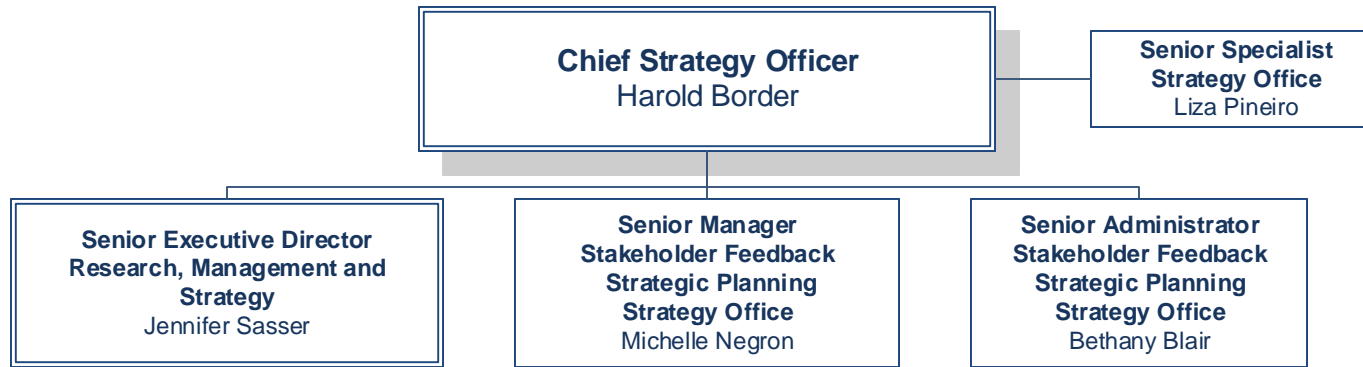 Chief Strategy Officer
Harold Border
Senior Specialist
Strategy Office
Liza Pineiro
Senior Executive Director
Research, Management and
Strategy
Jennifer Sasser
Senior Manager
Stakeholder Feedback
Strategic Planning
Strategy Office
Michelle Negron
Senior Administrator
Stakeholder Feedback
Strategic Planning
Strategy Office
Bethany Blair